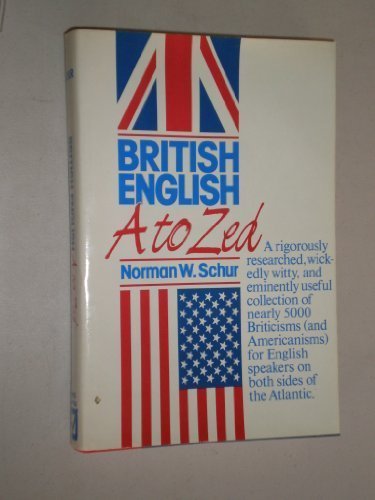 BRITISH
ENGLISH
A to Zed
Norman W. Schur
A rigorously
researched, wick-
edly witty, and
eminently useful
collection of
nearly 5000
Briticisms (and
Americanisms)
for English
speakers on
both sides of
the Atlantic.